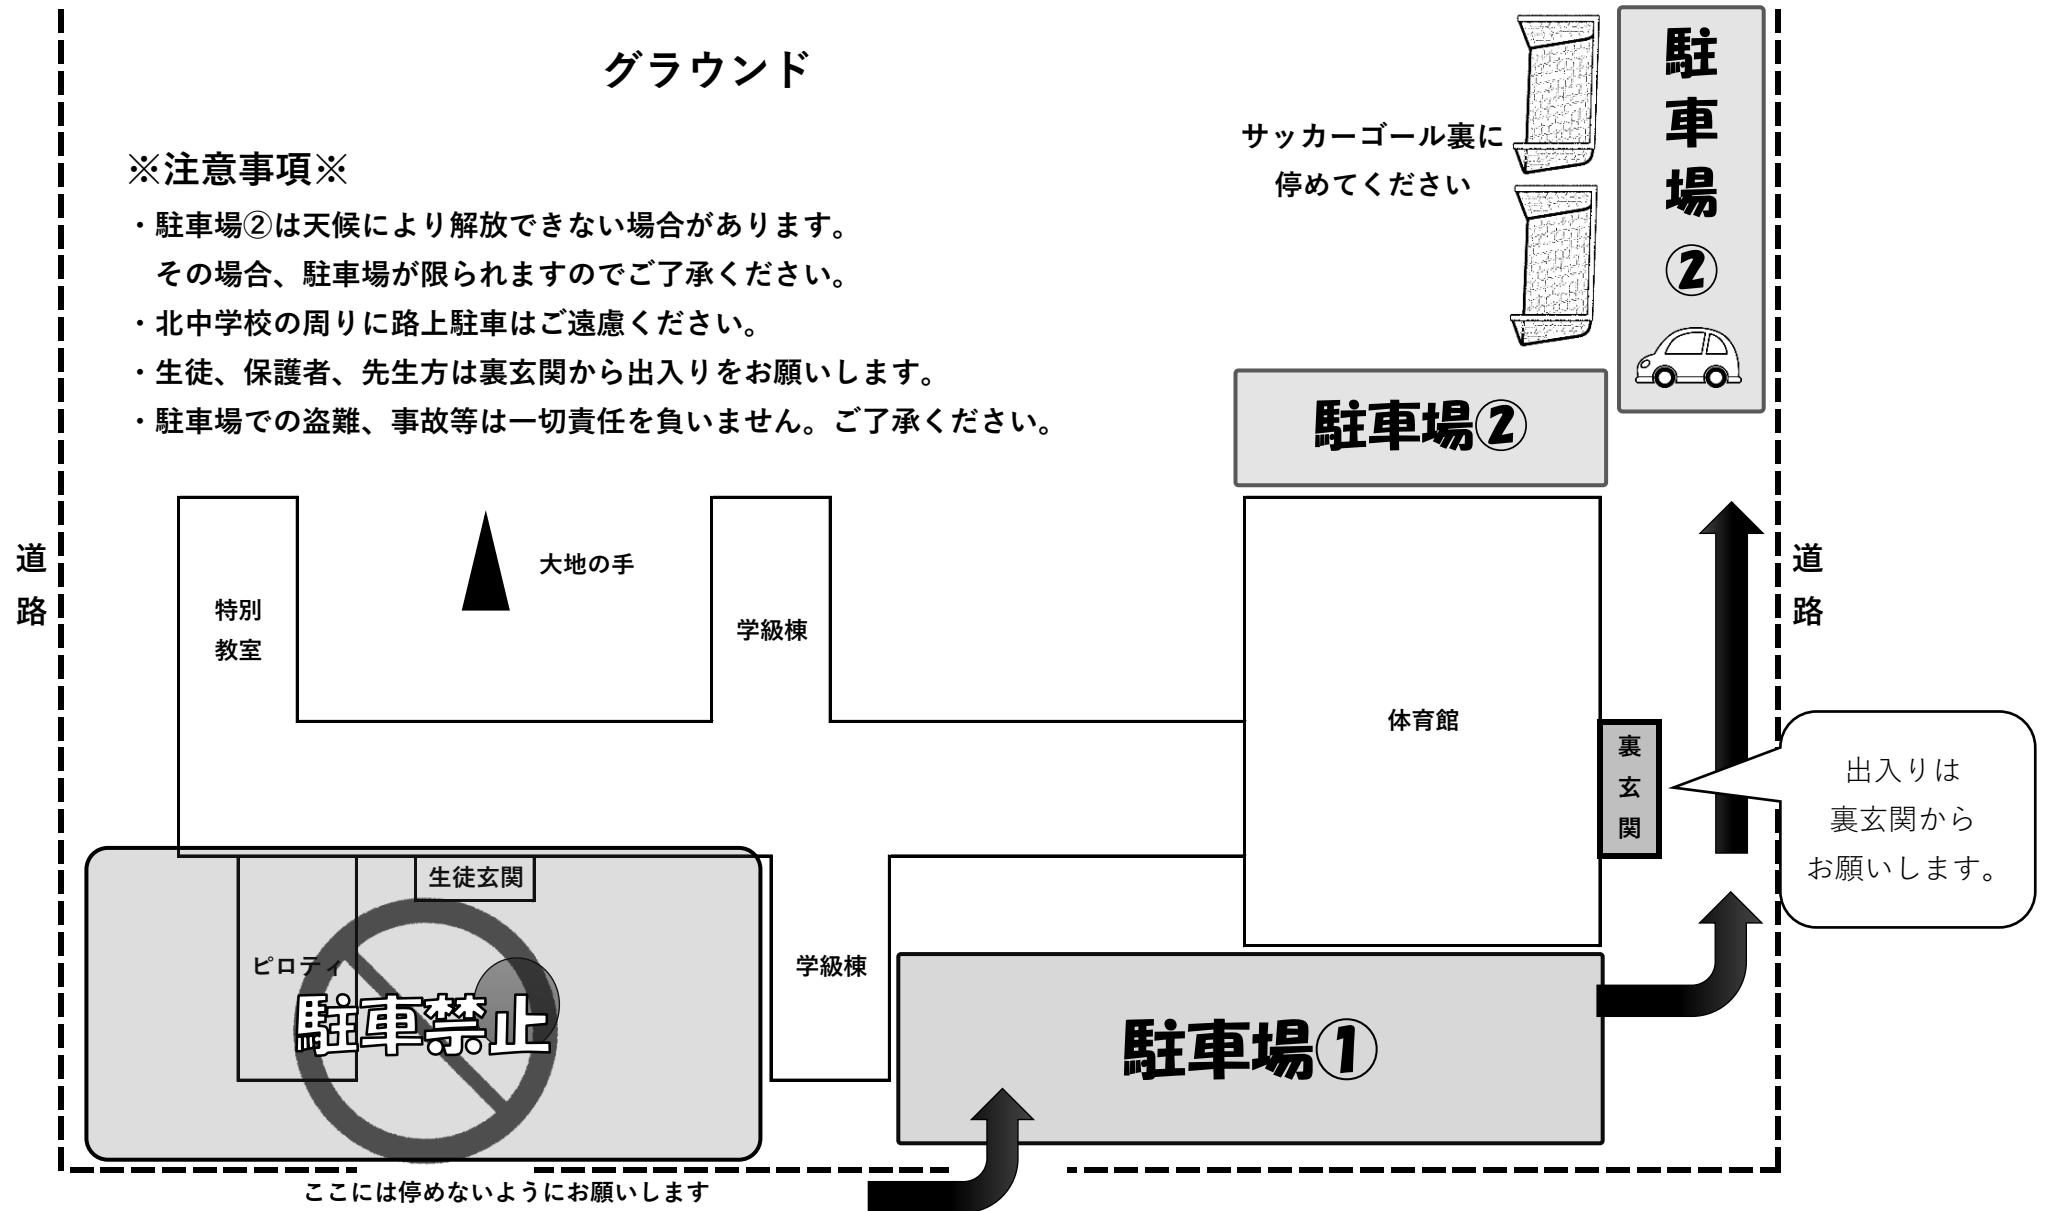 グラウンド
※注意事項※
・駐車場②は天候により解放できない場合があります。
その場合、駐車場が限られますのでご了承ください。
・北中学校の周りに路上駐車はご遠慮ください。
・生徒、保護者、先生方は裏玄関から出入りをお願いします。
・駐車場での盗難、事故等は一切責任を負いません。ご了承ください。
サッカーゴール裏に
停めてください
駐車場②
駐車場②
道路
特別
教室
大地の手
学級棟
体育館
裏玄関
道路
出入りは
裏玄関から
お願いします。
生徒玄関
ピロティ
駐車禁止
学級棟
駐車場①
ここには停めないようにお願いします